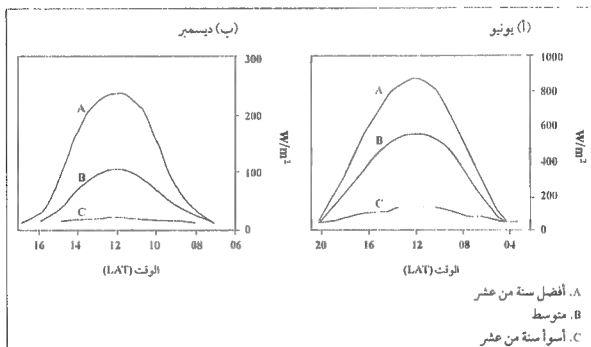 (أ) يونيو
1000
800
600
400
200
0
W/m²
A
B
C
20 16 12 08 04
الوقت (LAT)
(ب) ديسمبر
300
200
100
0
W/m²
A
B
C
16 14 12 10 08 06
الوقت (LAT)
A. أفضل سنة من عشر
B. متوسط
C. أسوأ سنة من عشر